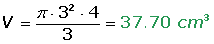 V = π · 3² · 4 / 3 = 37.70 cm³